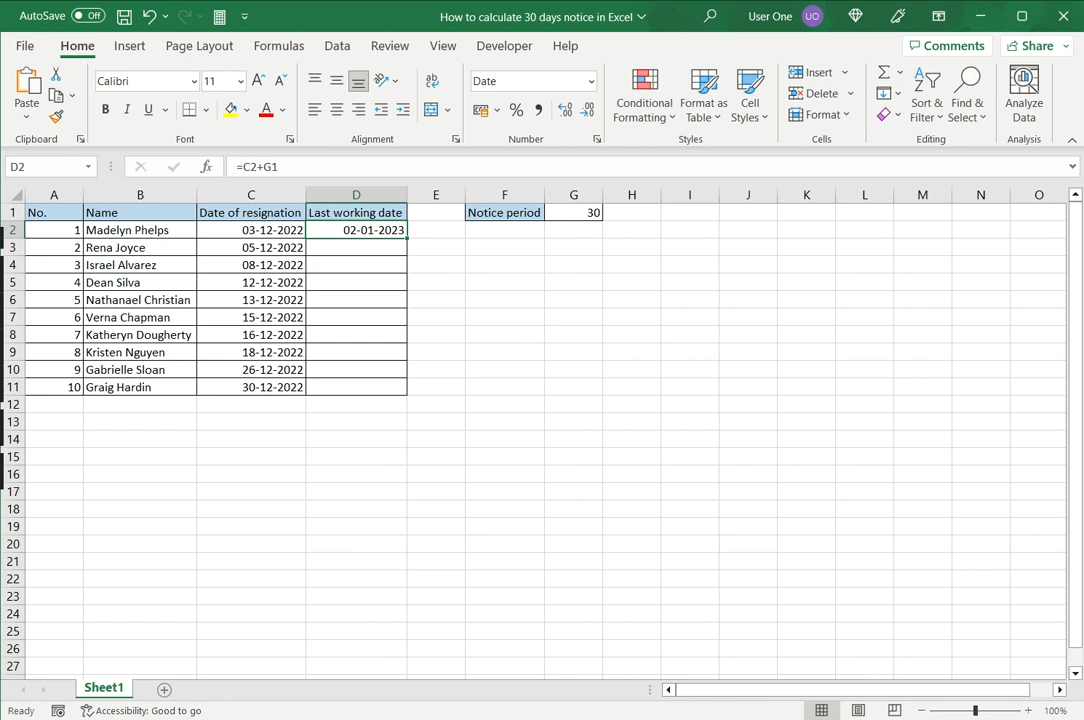 AutoSave Off How to calculate 30 days notice in Excel User One UO
File Home Insert Page Layout Formulas Data Review View Developer Help Comments Share
Paste Calibri 11 A A ab Date Conditional Formatting Format as Table Cell Styles Insert Delete Format Sort & Filter Find & Select Analyze Data
B I U A % 9 .00
Clipboard Font Alignment Number Styles Cells Editing Analysis
D2 fx =C2+G1
A B C D E F G H I J K L M N O
1 No. Name Date of resignation Last working date Notice period 30
2 1 Madelyn Phelps 03-12-2022 02-01-2023
3 2 Rena Joyce 05-12-2022
4 3 Israel Alvarez 08-12-2022
5 4 Dean Silva 12-12-2022
6 5 Nathanael Christian 13-12-2022
7 6 Verna Chapman 15-12-2022
8 7 Katheryn Dougherty 16-12-2022
9 8 Kristen Nguyen 18-12-2022
10 9 Gabrielle Sloan 26-12-2022
11 10 Graig Hardin 30-12-2022
12
13
14
15
16
17
18
19
20
21
22
23
24
25
26
27
Sheet1
Ready Accessibility: Good to go 100%